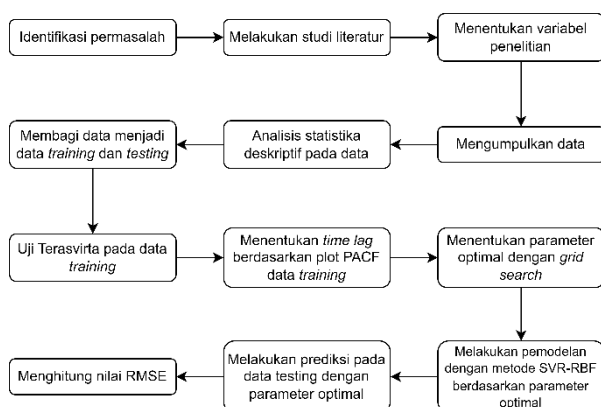 Identifikasi permasalah
Melakukan studi literatur
Menentukan variabel
penelitian
Mengumpulkan data
Analisis statistika
deskriptif pada data
Membagi data menjadi
data training dan testing
Uji Terasvirta pada data
training
Menentukan time lag
berdasarkan plot PACF
data training
Menentukan parameter
optimal dengan grid
search
Melakukan pemodelan
dengan metode SVR-RBF
berdasarkan parameter
optimal
Melakukan prediksi pada
data testing dengan
parameter optimal
Menghitung nilai RMSE